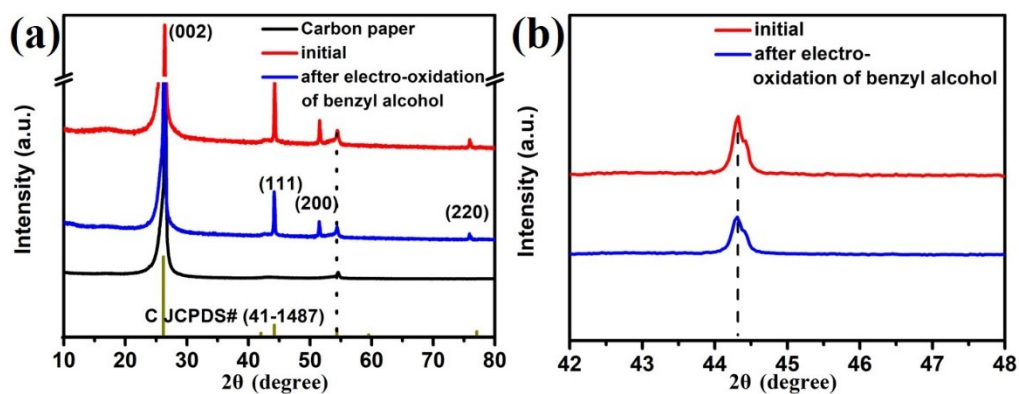 (a)
(002)
Carbon paper
initial
after electro-oxidation
of benzyl alcohol
Intensity (a.u.)
(111)
(200)
(220)
C JCPDS# (41-1487)
10 20 30 40 50 60 70 80
2θ (degree)
(b)
initial
after electro-
oxidation of benzyl alcohol
Intensity (a.u.)
42 43 44 45 46 47 48
2θ (degree)